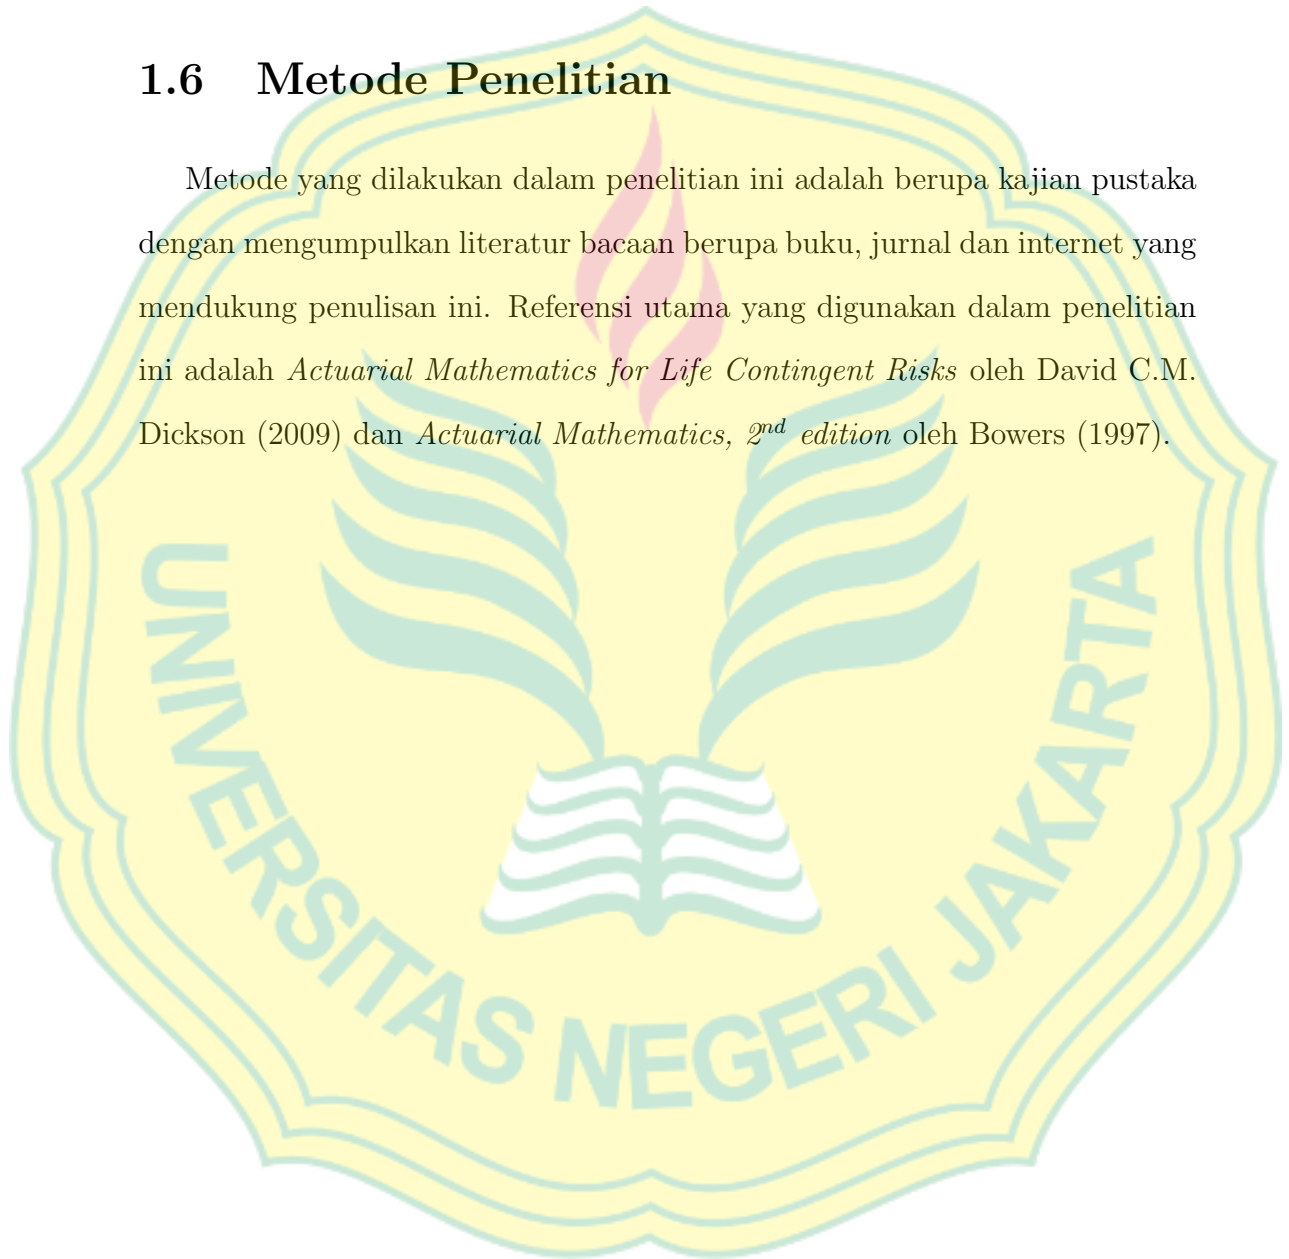 1.6 Metode Penelitian
Metode yang dilakukan dalam penelitian ini adalah berupa kajian pustaka
dengan mengumpulkan literatur bacaan berupa buku, jurnal dan internet yang
mendukung penulisan ini. Referensi utama yang digunakan dalam penelitian
ini adalah Actuarial Mathematics for Life Contingent Risks oleh David C.M.
Dickson (2009) dan Actuarial Mathematics, 2nd edition oleh Bowers (1997).
UNIVERSITAS NEGERI JAKARTA